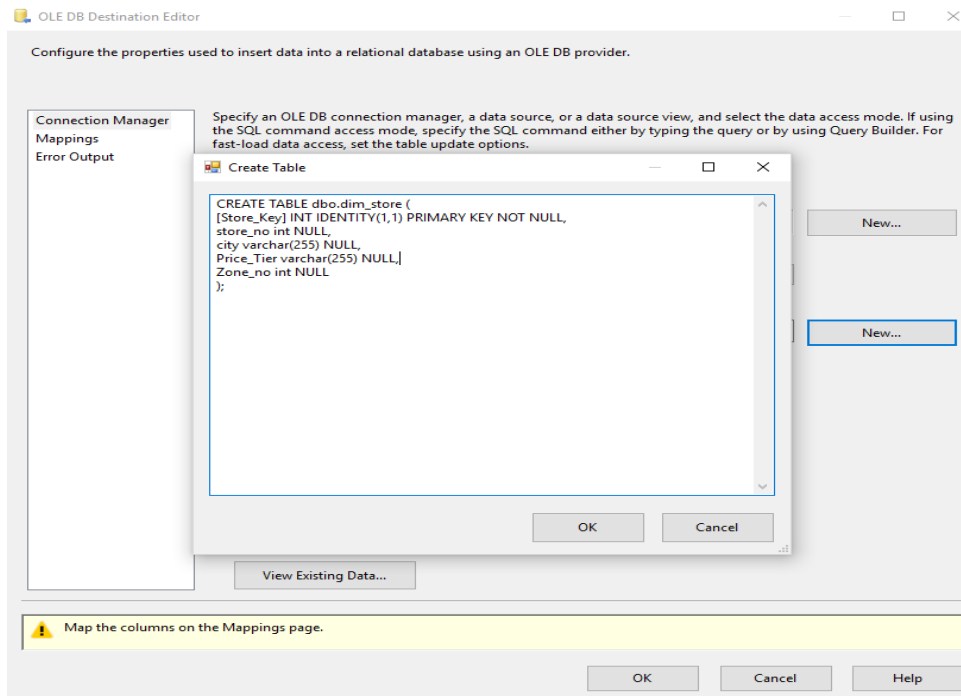 OLE DB Destination Editor
Configure the properties used to insert data into a relational database using an OLE DB provider.
Connection Manager
Mappings
Error Output
Specify an OLE DB connection manager, a data source, or a data source view, and select the data access mode. If using
the SQL command access mode, specify the SQL command either by typing the query or by using Query Builder. For
fast-load data access, set the table update options.
Create Table
CREATE TABLE dbo.dim_store (
[Store_Key] INT IDENTITY(1,1) PRIMARY KEY NOT NULL,
store_no int NULL,
city varchar(255) NULL,
Price_Tier varchar(255) NULL,
Zone_no int NULL
);
New...
New...
OK
Cancel
View Existing Data...
Map the columns on the Mappings page.
OK
Cancel
Help